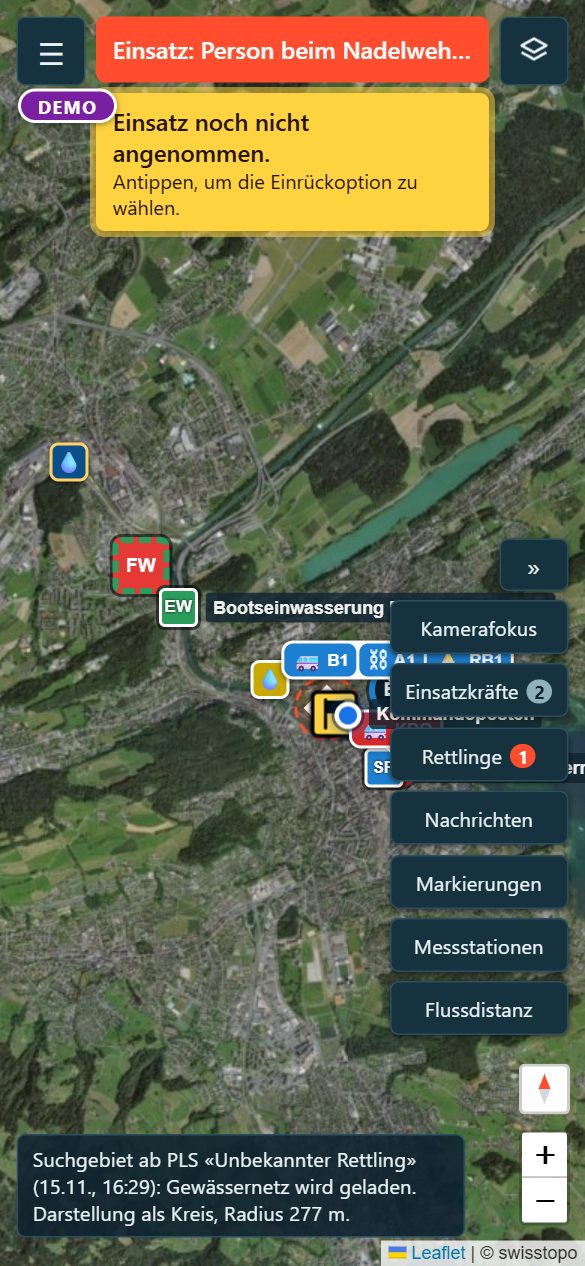 ☰
Einsatz: Person beim Nadelweh...
DEMO
Einsatz noch nicht
angenommen.
Antippen, um die Einrückoption zu
wählen.
FW
»
EW
Bootseinwasserung
Kamerafokus
B1
A1
RB1
Einsatzkräfte 2
Kommandoposten
Rettlinge 1
Nachrichten
Markierungen
Messstationen
Flussdistanz
+
−
Suchgebiet ab PLS «Unbekannter Rettling»
(15.11., 16:29): Gewässernetz wird geladen.
Darstellung als Kreis, Radius 277 m.
Leaflet | © swisstopo